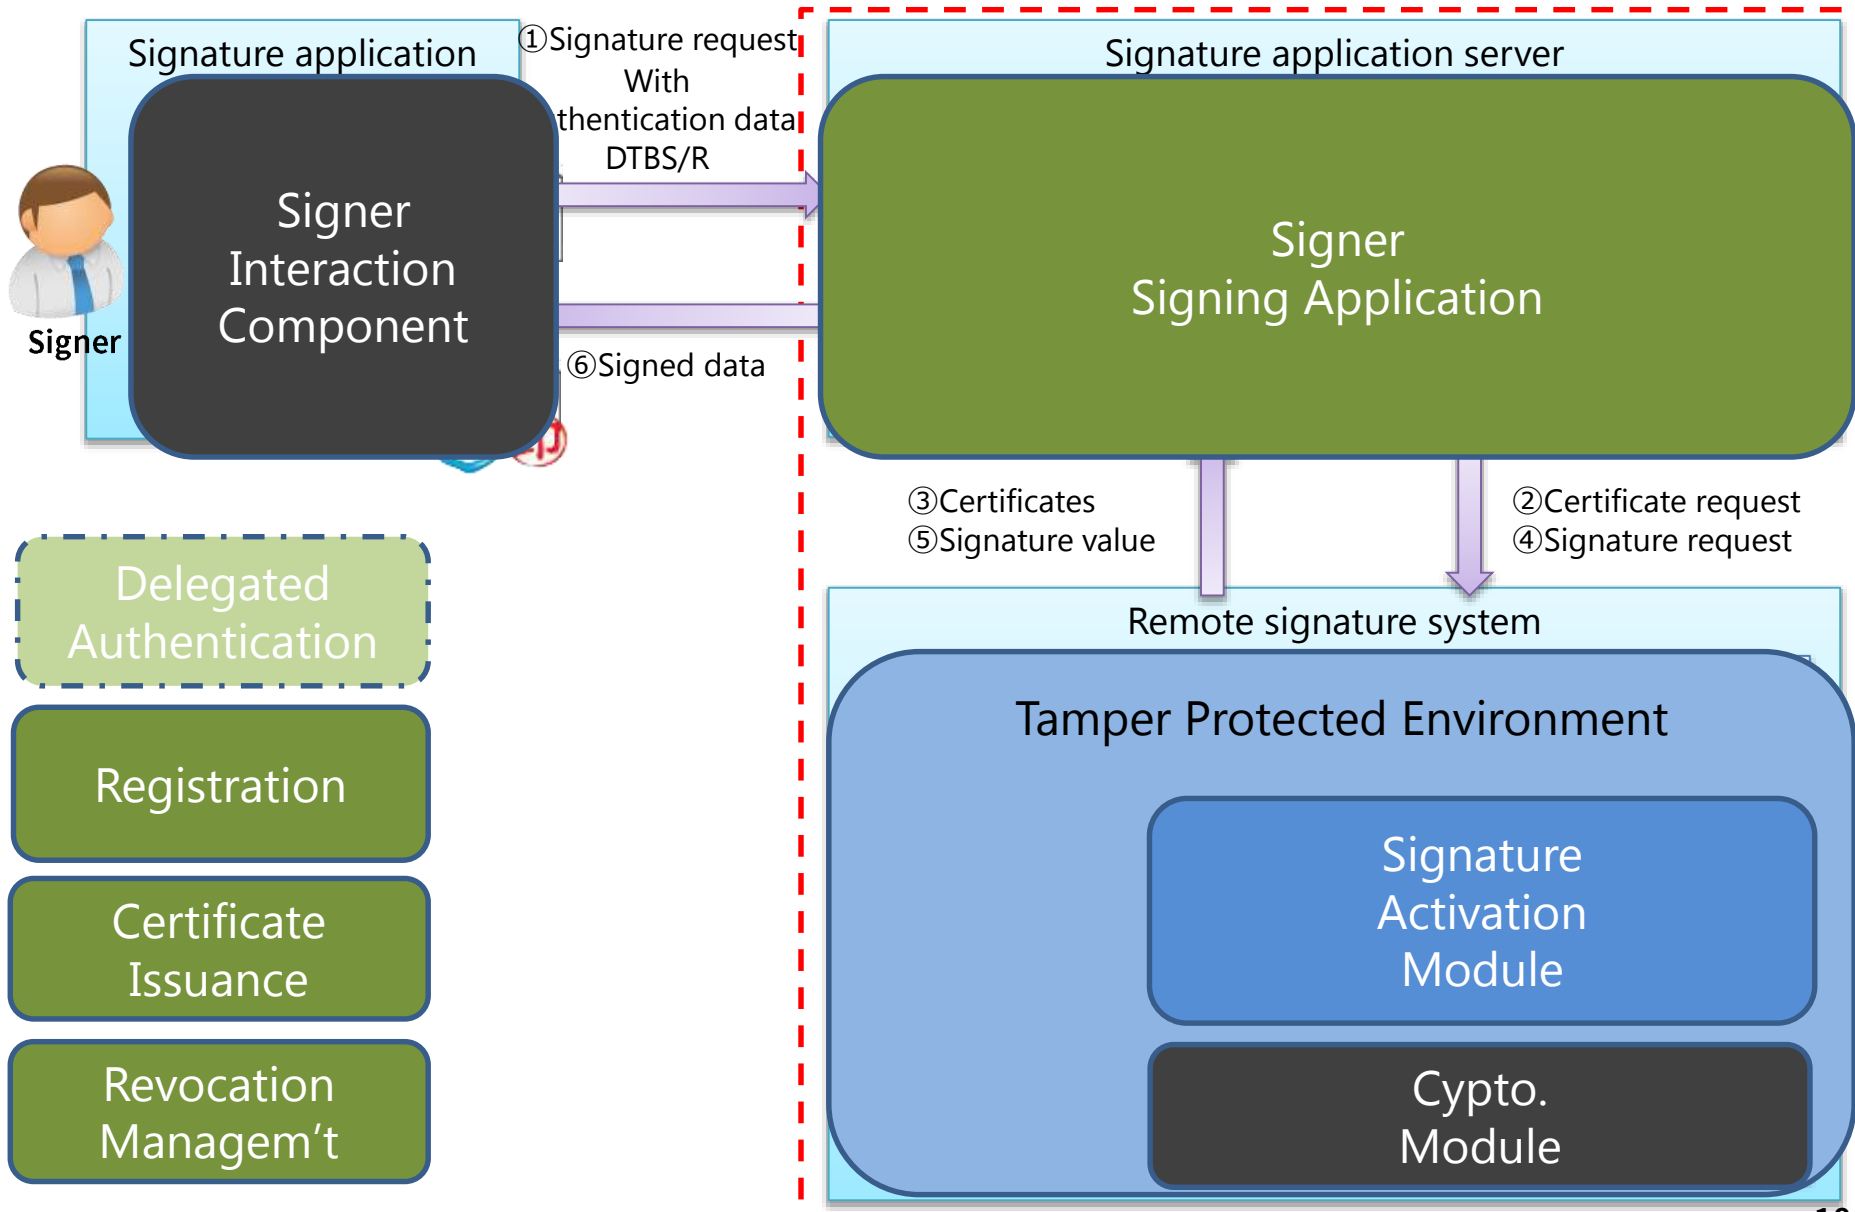 Signature application
①Signature request
With
thentication data
DTBS/R
Signature application server
Signer
Interaction
Component
Signer
Signing Application
Signer
⑥Signed data
③Certificates
⑤Signature value
②Certificate request
④Signature request
Delegated
Authentication
Remote signature system
Tamper Protected Environment
Registration
Signature
Activation
Module
Certificate
Issuance
Revocation
Managem't
Cypto.
Module